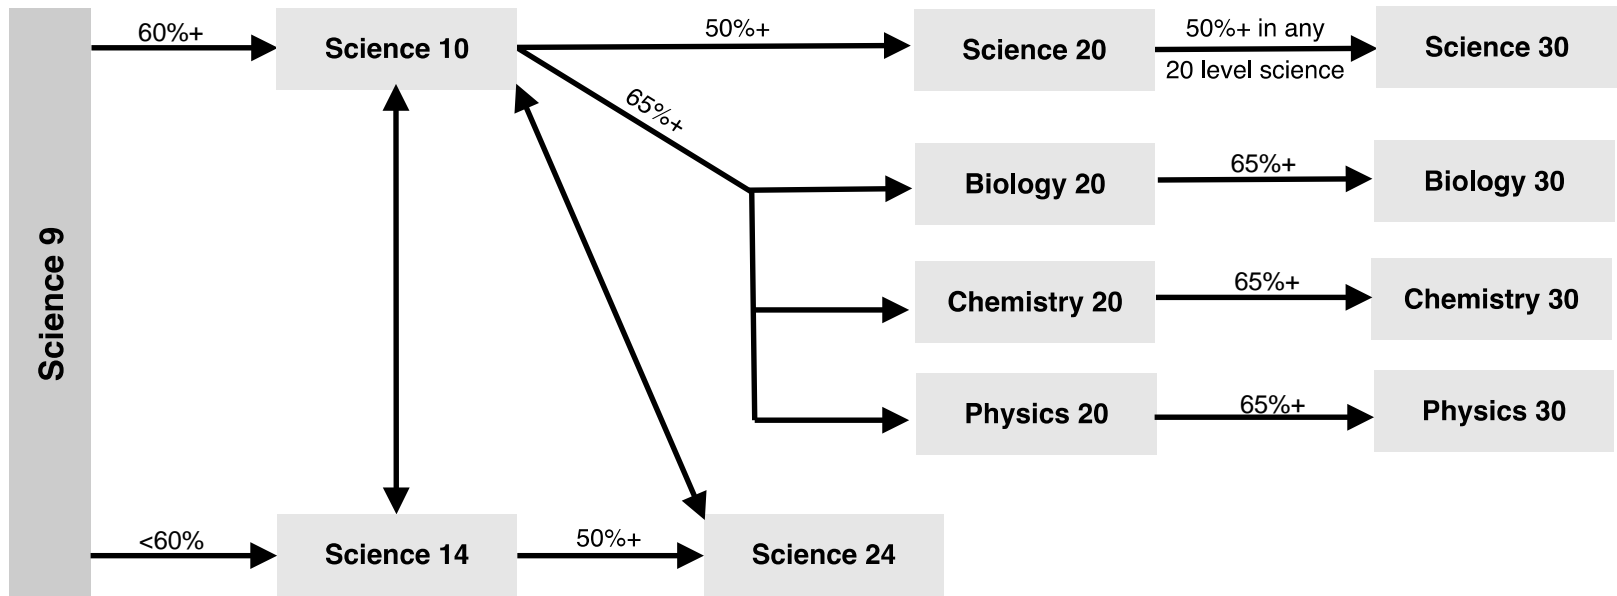 Science 9
60%+
Science 10
50%+
Science 20
50%+ in any
20 level science
Science 30
65%+
Biology 20
65%+
Biology 30
Chemistry 20
65%+
Chemistry 30
Physics 20
65%+
Physics 30
<60%
Science 14
50%+
Science 24